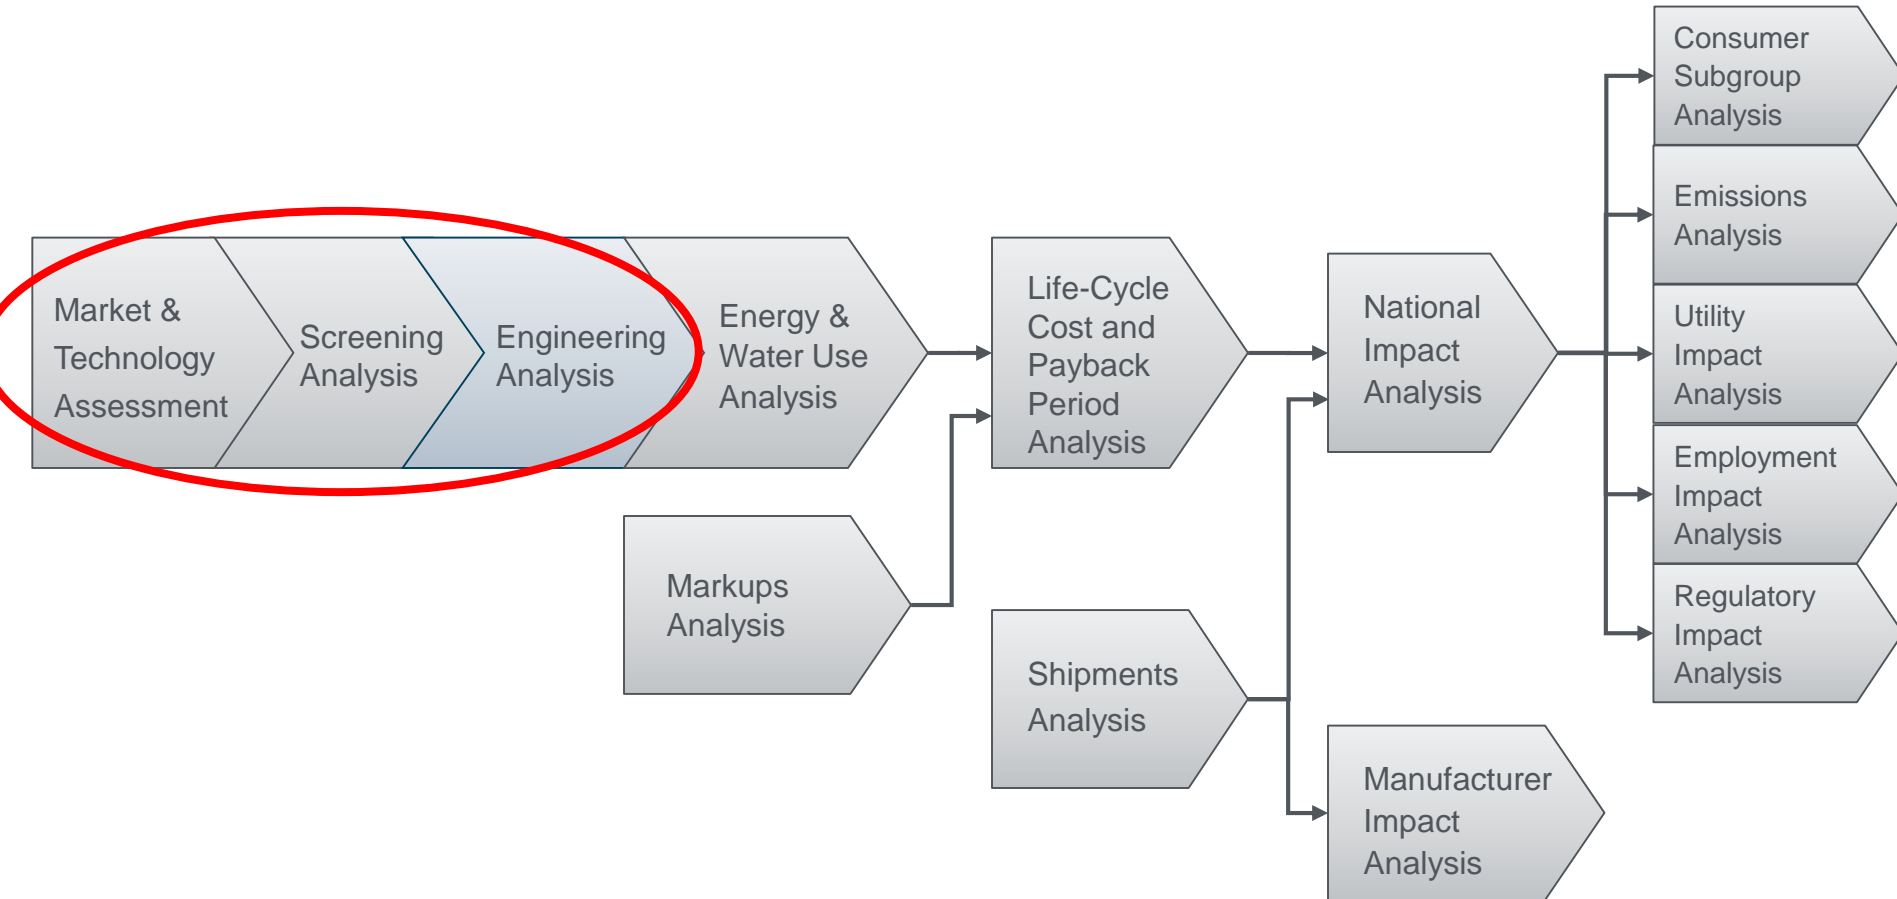 Market &
Technology
Assessment
Screening
Analysis
Engineering
Analysis
Energy &
Water Use
Analysis
Markups
Analysis
Life-Cycle
Cost and
Payback
Period
Analysis
Shipments
Analysis
National
Impact
Analysis
Manufacturer
Impact
Analysis
Consumer
Subgroup
Analysis
Emissions
Analysis
Utility
Impact
Analysis
Employment
Impact
Analysis
Regulatory
Impact
Analysis